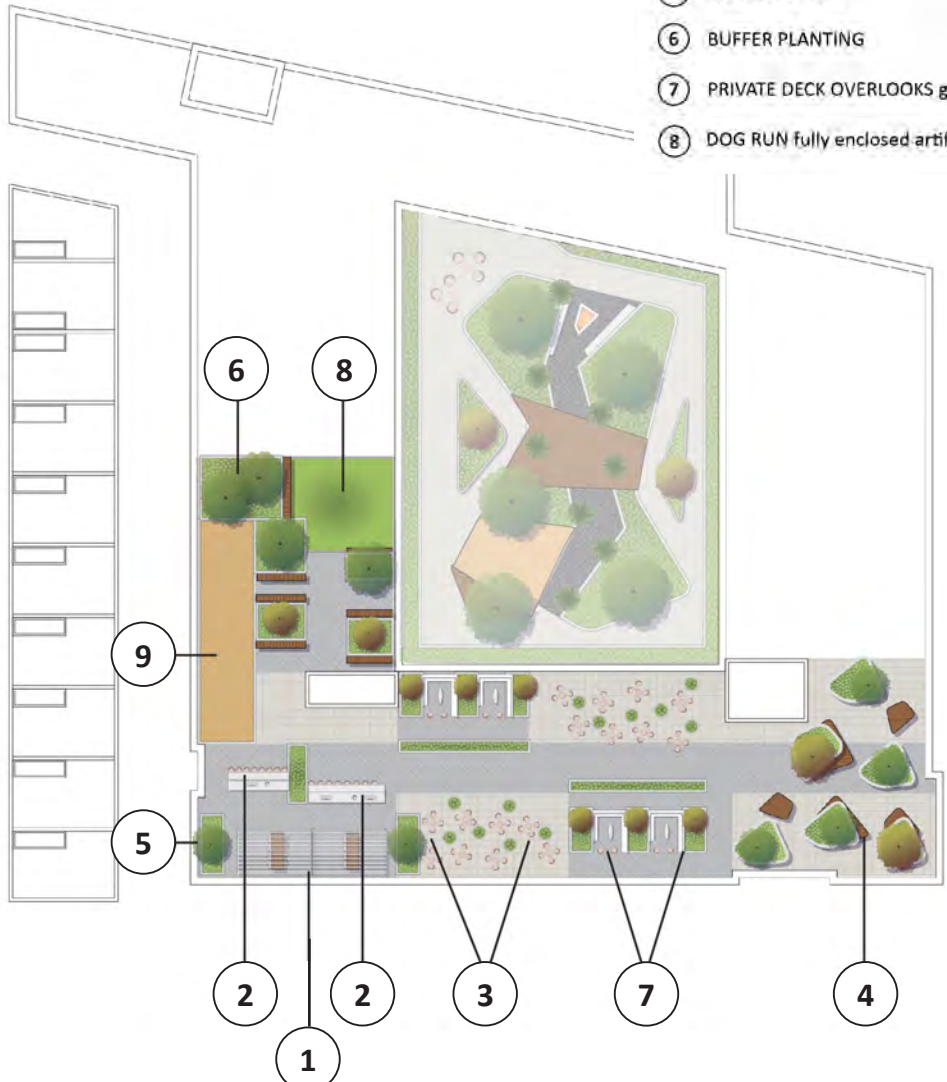 6 BUFFER PLANTING
7 PRIVATE DECK OVERLOOKS g
8 DOG RUN fully enclosed artif
6 8
9
5
2 2 3 7 4
1